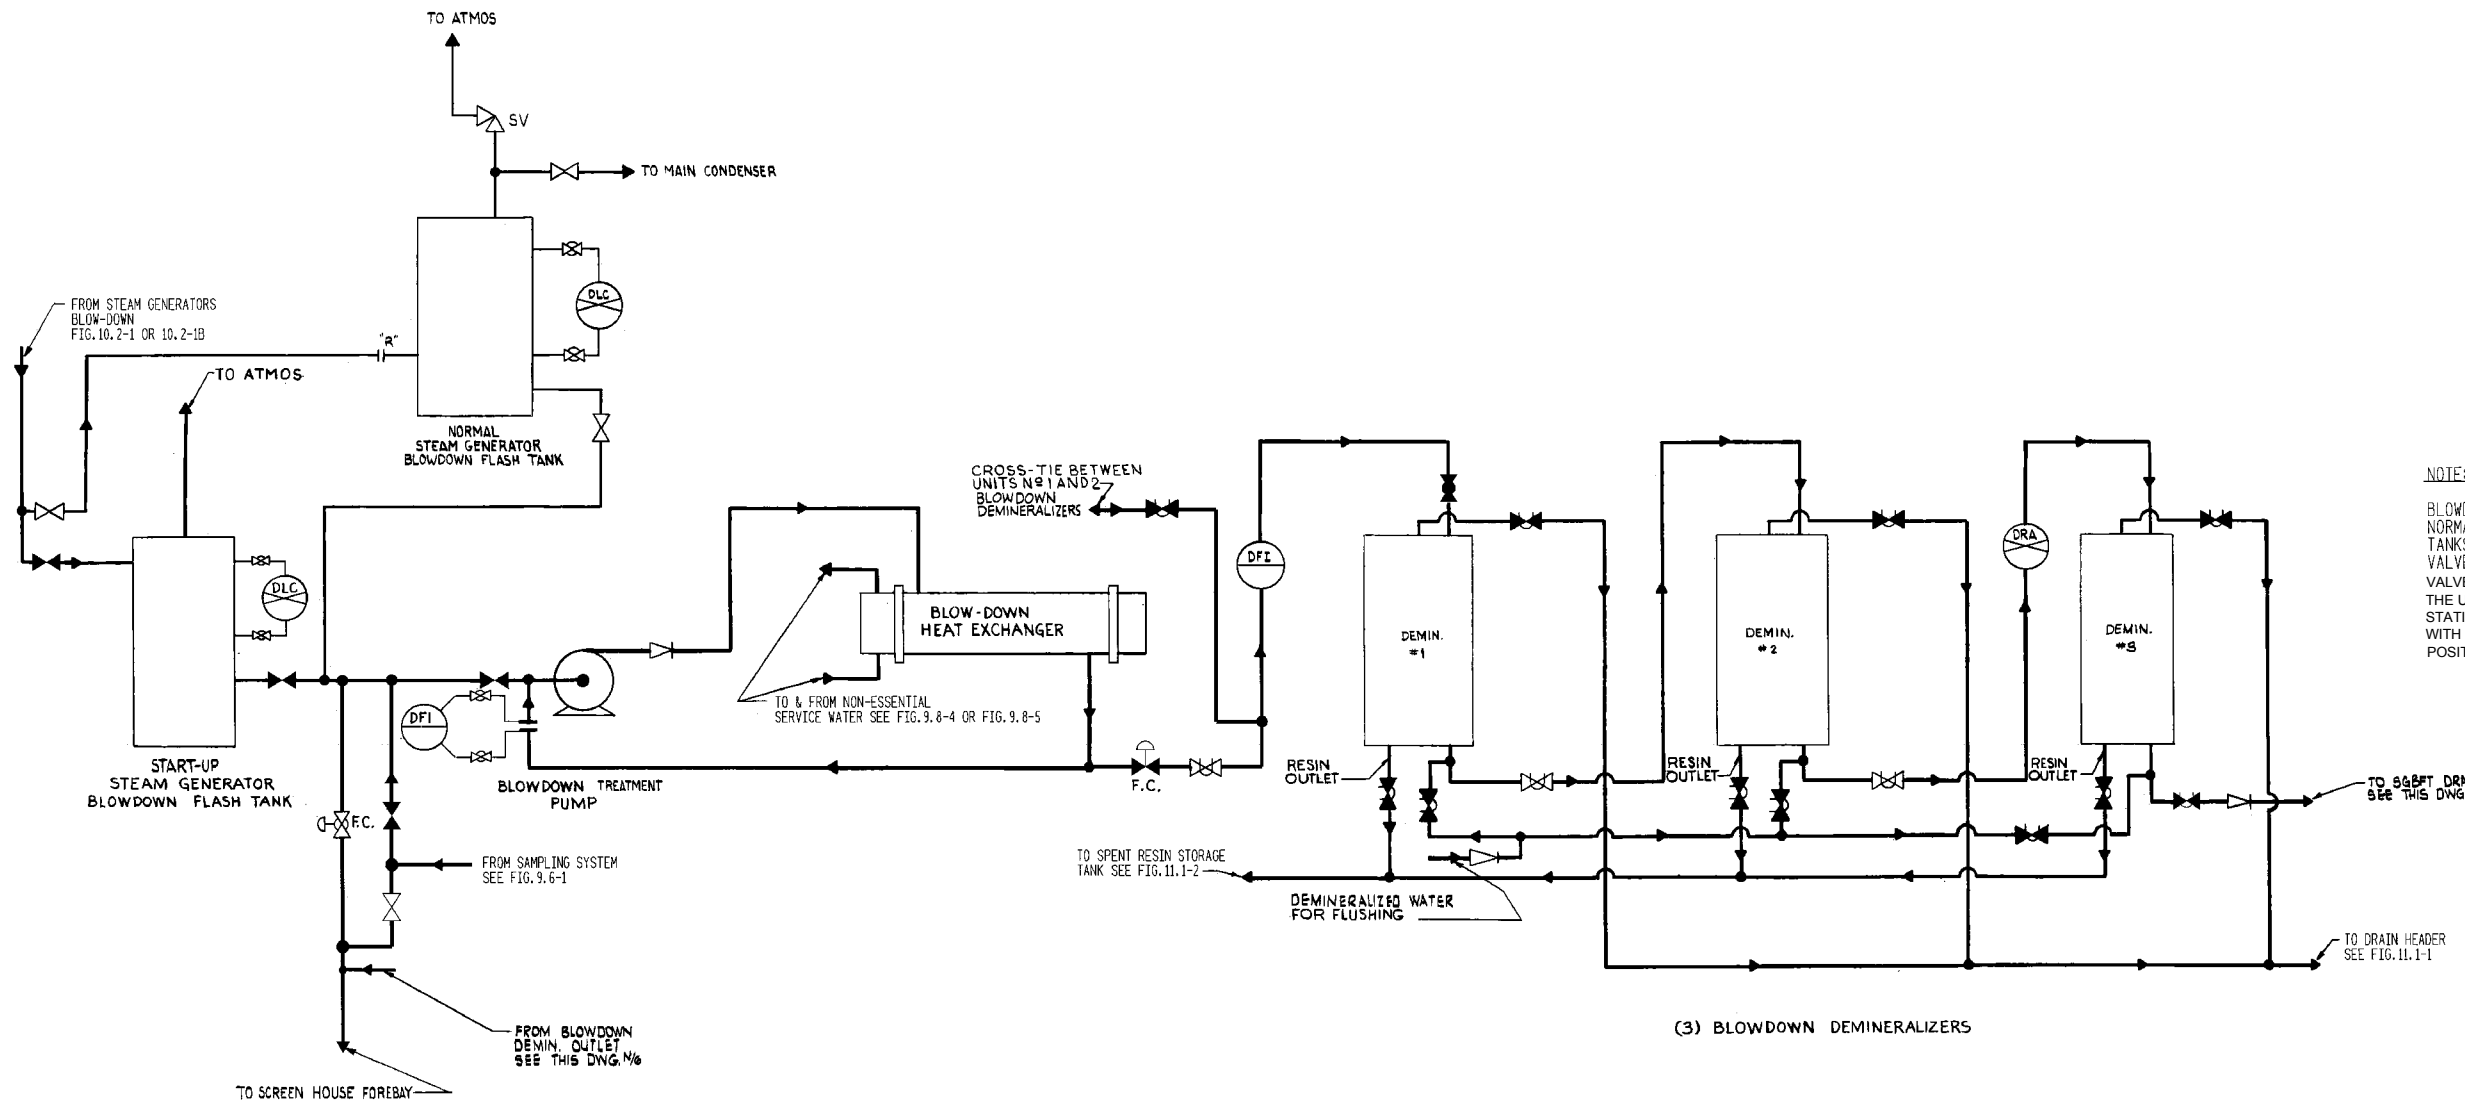 TO ATMOS
SV
TO MAIN CONDENSER
DLC
FROM STEAM GENERATORS
BLOW-DOWN
FIG.10.2-1 OR 10.2-1B
"R"
TO ATMOS
NORMAL
STEAM GENERATOR
BLOWDOWN FLASH TANK
DLC
START-UP
STEAM GENERATOR
BLOWDOWN FLASH TANK
DFI
F.C.
BLOWDOWN TREATMENT
PUMP
FROM SAMPLING SYSTEM
SEE FIG.9.6-1
FROM BLOWDOWN
DEMIN. OUTLET
SEE THIS DWG. N/6
TO SCREEN HOUSE FOREBAY
BLOW-DOWN
HEAT EXCHANGER
TO & FROM NON-ESSENTIAL
SERVICE WATER SEE FIG.9.8-4 OR FIG.9.8-5
F.C.
CROSS-TIE BETWEEN
UNITS Nº 1 AND 2
BLOWDOWN
DEMINERALIZERS
DFI
DEMIN.
#1
RESIN
OUTLET
DEMIN.
#2
RESIN
OUTLET
DRA
DEMIN.
#3
RESIN
OUTLET
TO SPENT RESIN STORAGE
TANK SEE FIG.11.1-2
DEMINERALIZED WATER
FOR FLUSHING
TO SGBFT DRN
SEE THIS DWG
TO DRAIN HEADER
SEE FIG.11.1-1
(3) BLOWDOWN DEMINERALIZERS
NOTES
BLOWD
NORMA
TANKS
VALVE
VALVE
THE U
STATI
WITH
POSIT